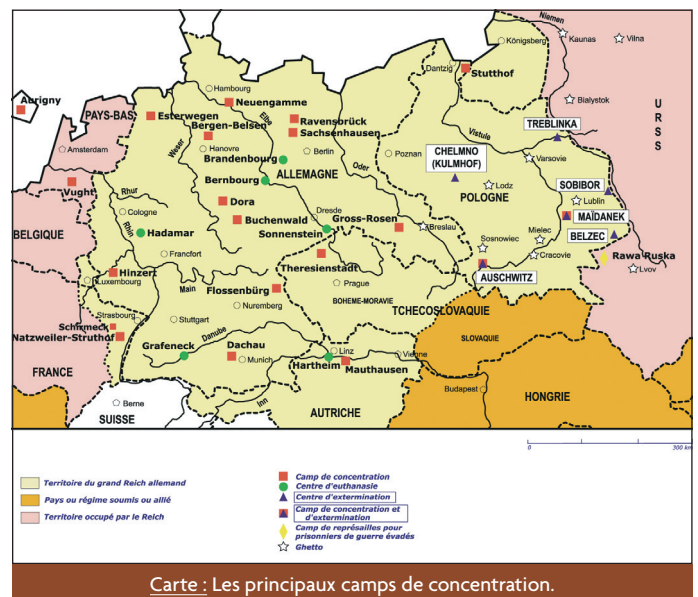 Niemen
Königsberg
Kaunas
Vilna
Dantzig
Stutthof
Hambourg
Neuengamme
Aurigny
PAYS-BAS
Esterwegen
Bergen-Belsen
Elbe
Ravensbrück
Sachsenhausen
Bialystok
URSS
TREBLINKA
Amsterdam
Weser
Hanovre
Brandenbourg
Berlin
Oder
Poznan
CHELMNO
(KULMHOF)
Vistule
Varsovie
Bernbourg
ALLEMAGNE
Vught
Rhur
Dora
Lodz
SOBIBOR
POLOGNE
Lublin
Cologne
Buchenwald
Dresde
Gross-Rosen
MAÏDANEK
BELGIQUE
Rhin
Hadamar
Sonnenstein
Breslau
Mielec
BELZEC
Sosnowiec
Francfort
Theresienstadt
Cracovie
Rawa Ruska
Lvov
Hinzert
AUSCHWITZ
Luxembourg
Main
Flossenbürg
Prague
BOHEME-MORAVIE
Nuremberg
TCHECOSLOVAQUIE
Strasbourg
Stuttgart
Schirmeck
Natzweiler-Struthof
SLOVAQUIE
Danube
Grafeneck
Dachau
Munich
Linz
Vienne
Hartheim
Mauthausen
FRANCE
Inn
Budapest
HONGRIE
Berne
SUISSE
AUTRICHE
0
300 km
Territoire du grand Reich allemand
Pays ou régime soumis ou allié
Territoire occupé par le Reich
Camp de concentration
Centre d'euthanasie
Centre d'extermination
Camp de concentration et
d'extermination
Camp de représailles pour
prisonniers de guerre évadés
Ghetto
Carte : Les principaux camps de concentration.